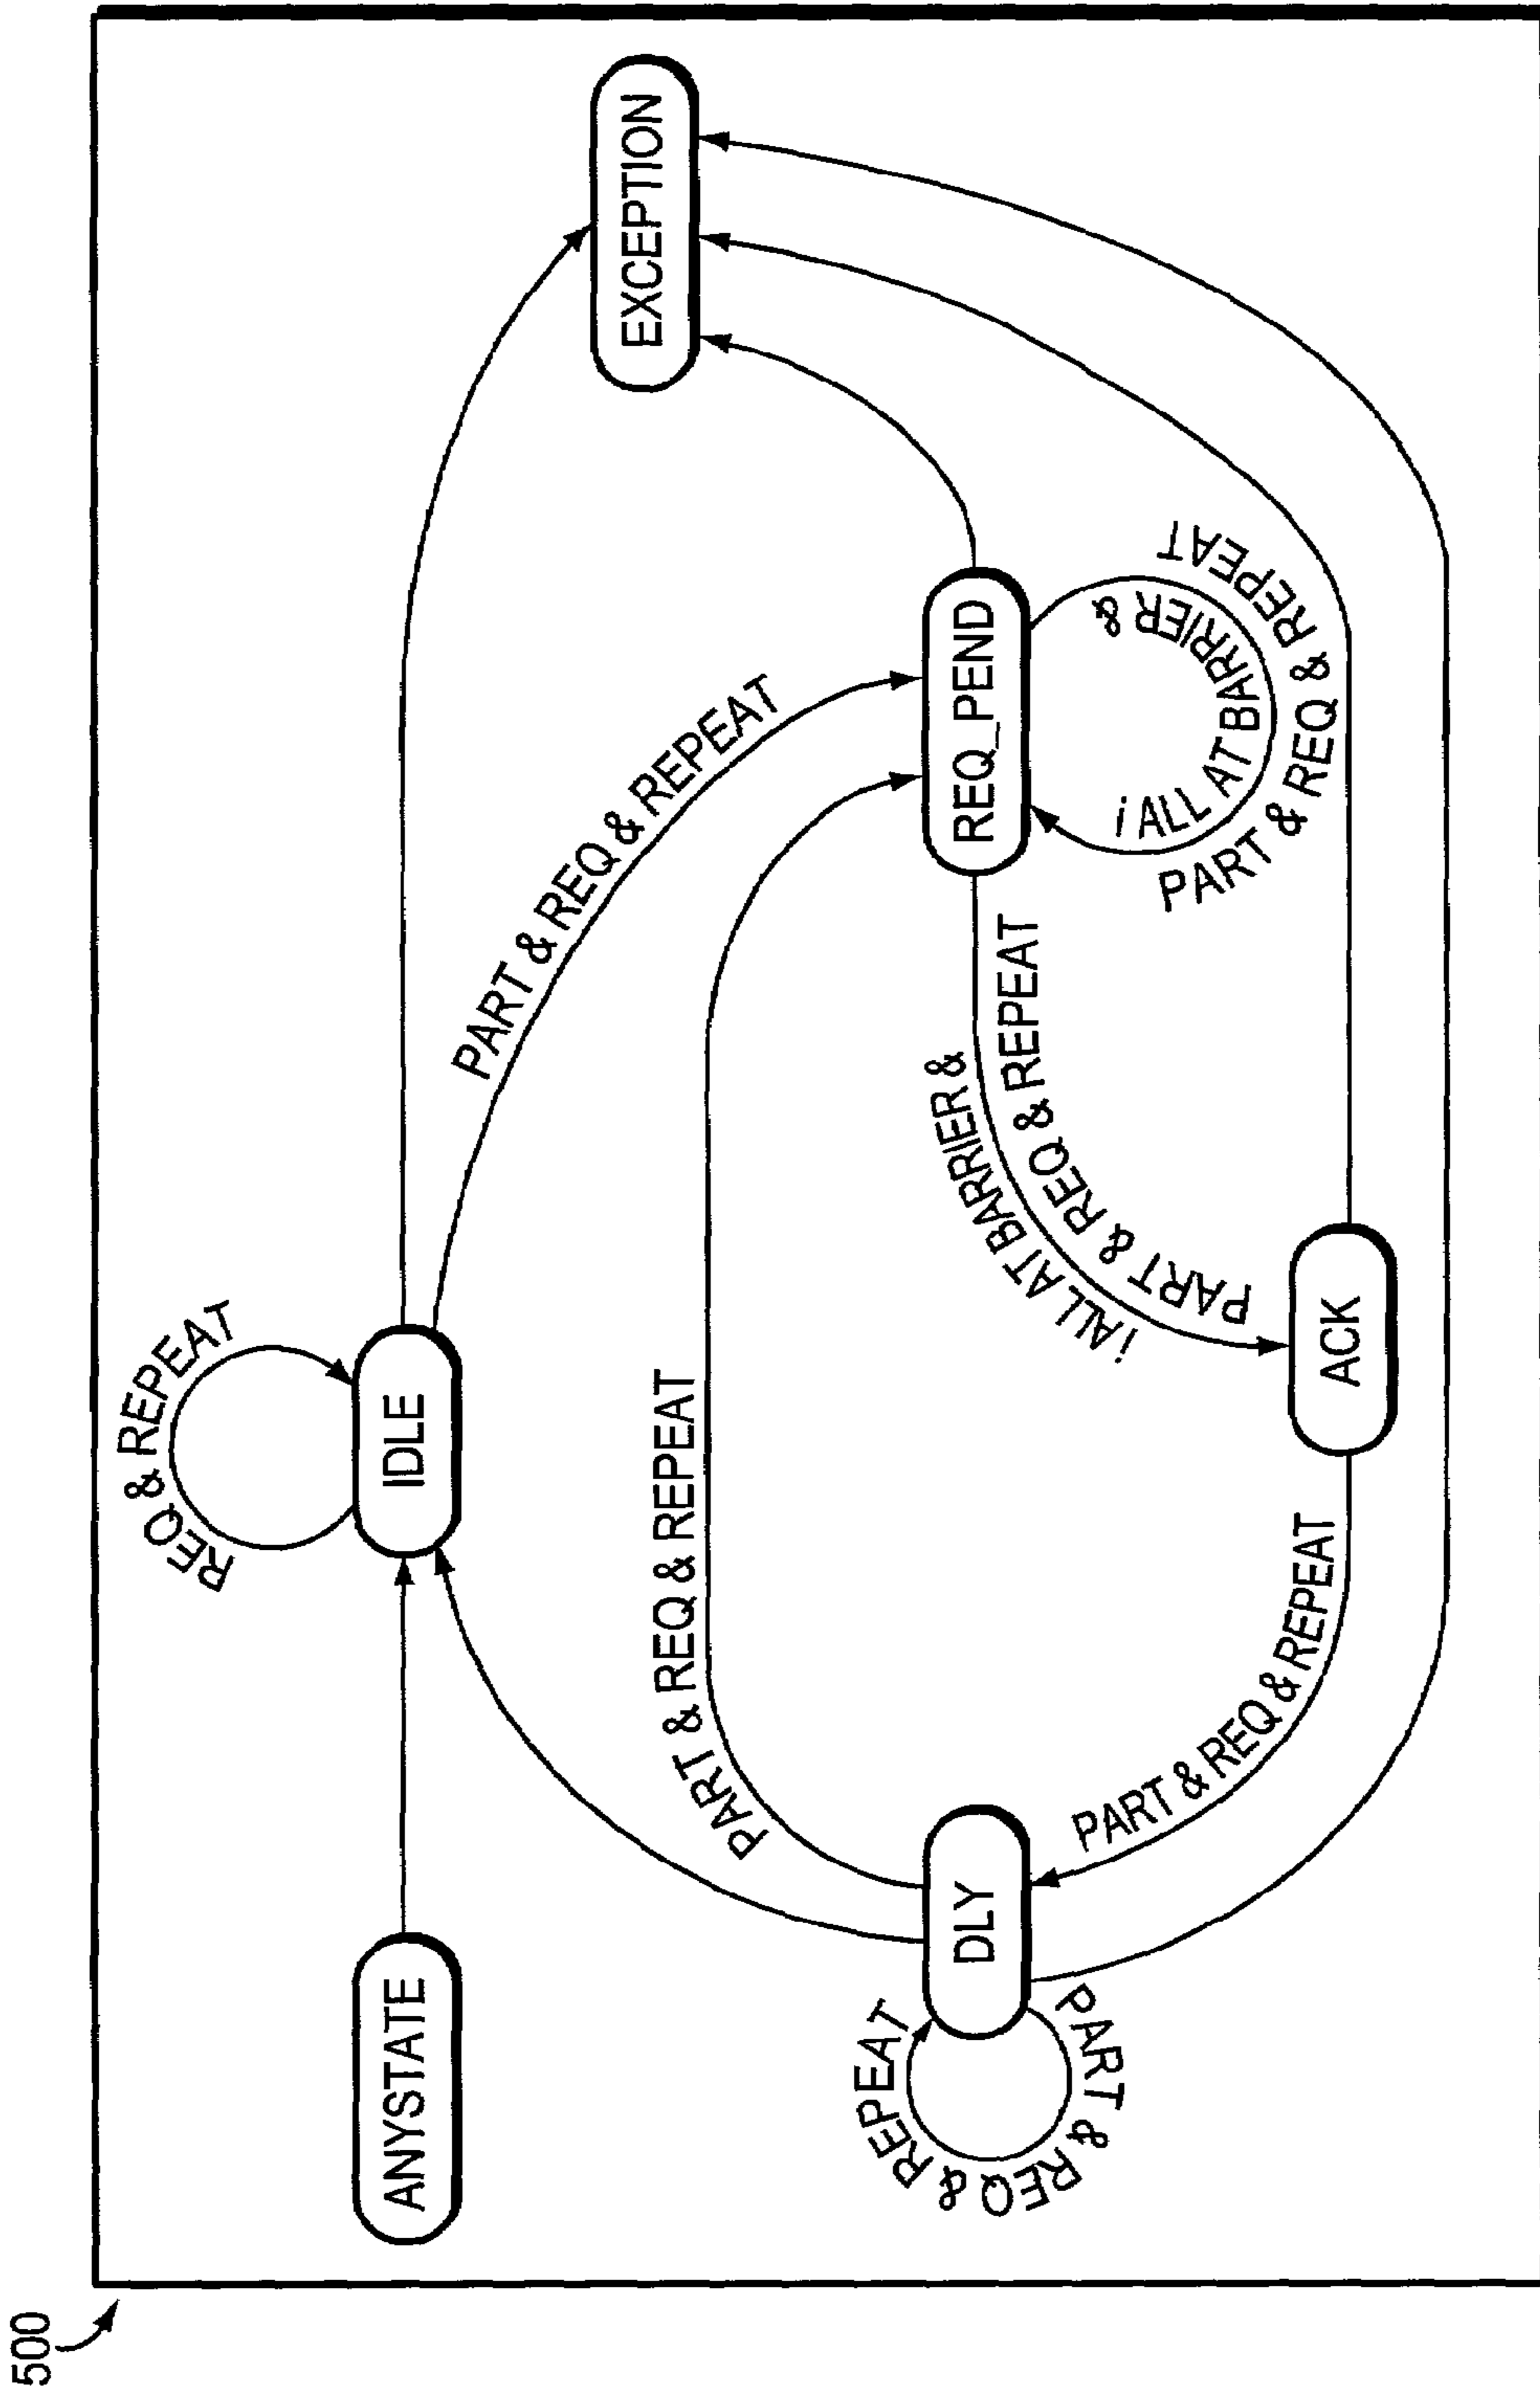 500
REQ & REPEAT
ANYSTATE
IDLE
PART & REQ & REPEAT
EXCEPTION
PART & REQ & REPEAT
PART & REQ & REPEAT
DLY
REQ_PEND
¡ALL AT BARRIER &
PART & REQ & REPEAT
¡ALL AT BARRIER &
PART & REQ & REPEAT
PART & REQ & REPEAT
ACK